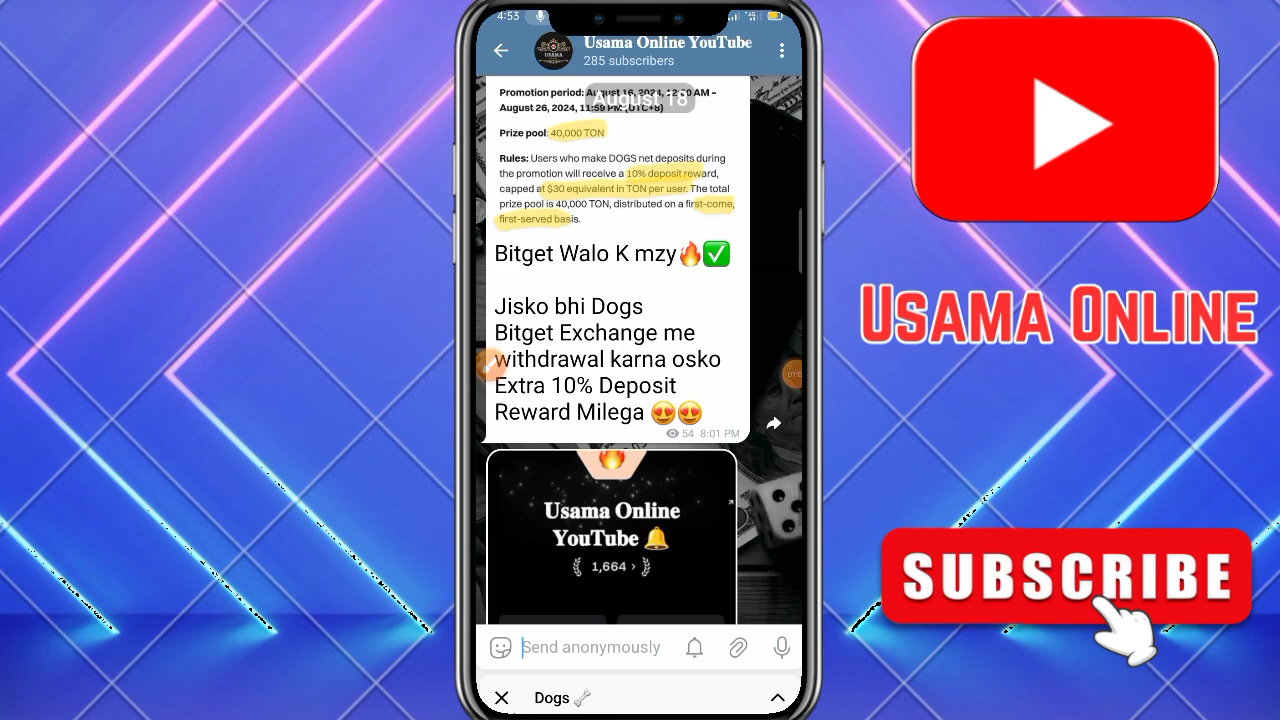 4:53
Usama Online YouTube
285 subscribers
Promotion period: August 16, 2024, AM –
August 26, 2024, 11:59 PM (UTC+8)
August 18
Prize pool: 40,000 TON
Rules: Users who make DOGS net deposits during
the promotion will receive a 10% deposit reward,
capped at $30 equivalent in TON per user. The total
prize pool is 40,000 TON, distributed on a first-come,
first-served basis.
Bitget Walo K mzy🔥✅
Jisko bhi Dogs
Bitget Exchange me
withdrawal karna osko
Extra 10% Deposit
Reward Milega 😍😍
54 8:01 PM
USAMA
Usama Online
YouTube 🔔
1,664 ›
Send anonymously
Dogs 🦴
USAMA ONLINE
SUBSCRIBE